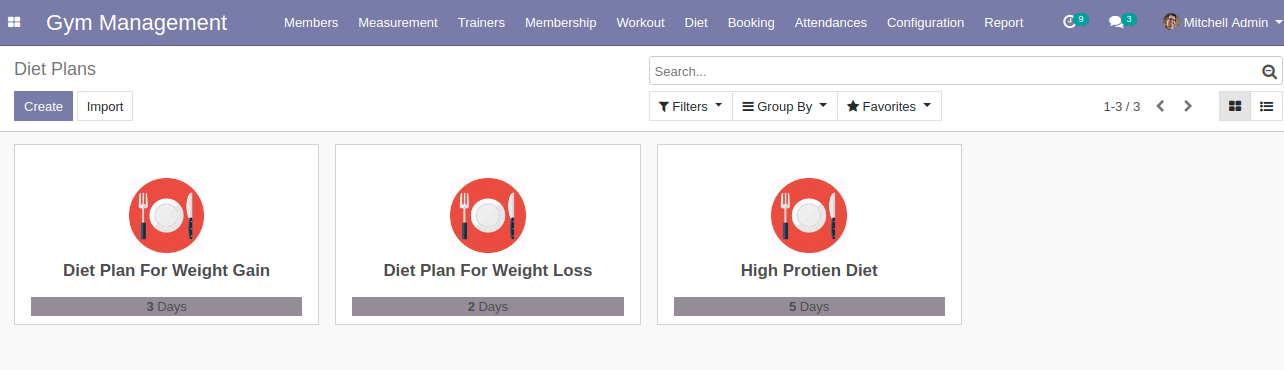 Gym Management Members Measurement Trainers Membership Workout Diet Booking Attendances Configuration Report 9 3 Mitchell Admin
Diet Plans Search...
Create Import Filters Group By Favorites 1-3 / 3
Diet Plan For Weight Gain Diet Plan For Weight Loss High Protien Diet
3 Days 2 Days 5 Days